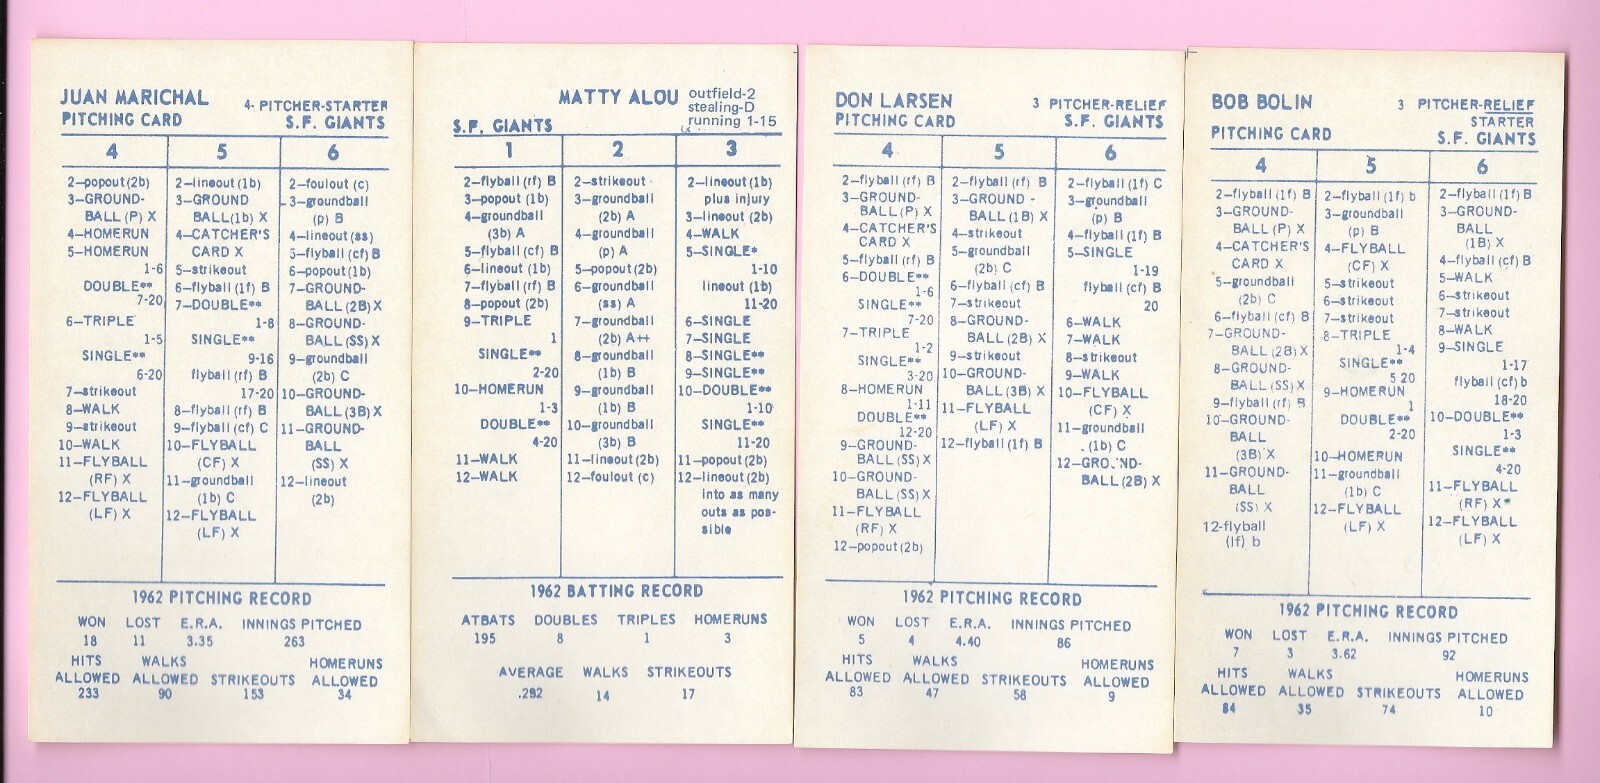 JUAN MARICHAL
4- PITCHER-STARTER
PITCHING CARD
S.F. GIANTS
4
5
6
2-popout(2b)
3-GROUND-
BALL (P) X
4-HOMERUN
5-HOMERUN
1-6
DOUBLE**
7-20
6-TRIPLE
1-5
SINGLE**
6-20
7-strikeout
8-WALK
9-strikeout
10-WALK
11-FLYBALL
(RF) X
12-FLYBALL
(LF) X
2-lineout(1b)
3-GROUND
BALL(1b) X
4-CATCHER'S
CARD X
5-strikeout
6-flyball (1f) B
7-DOUBLE**
1-8
SINGLE**
9-16
flyball (rf) B
17-20
8-flyball (rf) B
9-flyball (cf) C
10-FLYBALL
(CF) X
11-groundball
(1b) C
12-FLYBALL
(LF) X
2-foulout (c)
3-groundball
(p) B
4-lineout(ss)
5-flyball (cf) B
6-popout(1b)
7-GROUND-
BALL (2B) X
8-GROUND-
BALL (SS) X
9-groundball
(2b) C
10-GROUND-
BALL (3B) X
11-GROUND-
BALL
(SS) X
12-lineout
(2b)
1962 PITCHING RECORD
WON LOST E.R.A. INNINGS PITCHED
18 11 3.35 263
HITS WALKS HOMERUNS
ALLOWED ALLOWED STRIKEOUTS ALLOWED
233 90 153 34
MATTY ALOU
outfield-2
stealing-D
running 1-15
S.F. GIANTS
1
2
3
2-flyball (rf) B
3-popout (1b)
4-groundball
(3b) A
5-flyball (cf) B
6-lineout (1b)
7-flyball (rf) B
8-popout (2b)
9-TRIPLE
1
SINGLE**
2-20
10-HOMERUN
1-3
DOUBLE**
4-20
11-WALK
12-WALK
2-strikeout
3-groundball
(2b) A
4-groundball
(p) A
5-popout(2b)
6-groundball
(ss) A
7-groundball
(2b) A++
8-groundball
(1b) B
9-groundball
(1b) B
10-groundball
(3b) B
11-lineout(2b)
12-foulout (c)
2-lineout (1b)
plus injury
3-lineout (2b)
4-WALK
5-SINGLE*
1-10
lineout (1b)
11-20
6-SINGLE
7-SINGLE
8-SINGLE**
9-SINGLE**
10-DOUBLE**
1-10
SINGLE**
11-20
11-popout(2b)
12-lineout(2b)
into as many
outs as pos-
sible
1962 BATTING RECORD
ATBATS DOUBLES TRIPLES HOMERUNS
195 8 1 3
AVERAGE WALKS STRIKEOUTS
.292 14 17
DON LARSEN
3 PITCHER-RELIEF
PITCHING CARD
S.F. GIANTS
4
5
6
2-flyball (rf) B
3-GROUND-
BALL (P) X
4-CATCHER'S
CARD X
5-flyball (rf) B
6-DOUBLE**
1-6
SINGLE**
7-20
7-TRIPLE
1-2
SINGLE**
3-20
8-HOMERUN
1-11
DOUBLE**
12-20
9-GROUND-
BALL (SS) X
10-GROUND-
BALL (SS) X
11-FLYBALL
(RF) X
12-popout (2b)
2-flyball (rf) B
3-GROUND-
BALL (1B) X
4-strikeout
5-groundball
(2b) C
6-flyball (cf) B
7-strikeout
8-GROUND-
BALL (2B) X
9-strikeout
10-GROUND-
BALL (3B) X
11-FLYBALL
(LF) X
12-flyball (1f) B
2-flyball (1f) C
3-groundball
(p) B
4-flyball (1f) B
5-SINGLE
1-19
flyball (cf) B
20
6-WALK
7-WALK
8-strikeout
9-WALK
10-FLYBALL
(CF) X
11-groundball
(1b) C
12-GROUND-
BALL (2B) X
1962 PITCHING RECORD
WON LOST E.R.A. INNINGS PITCHED
5 4 4.40 86
HITS WALKS HOMERUNS
ALLOWED ALLOWED STRIKEOUTS ALLOWED
83 47 58 9
BOB BOLIN
3 PITCHER-RELIEF
STARTER
PITCHING CARD
S.F. GIANTS
4
5
6
2-flyball (1f) B
3-GROUND-
BALL (P) X
4-CATCHER'S
CARD X
5-groundball
(2b) C
6-flyball (cf) B
7-GROUND-
BALL (2B) X
8-GROUND-
BALL (SS) X
9-flyball (rf) B
10-GROUND-
BALL
(3B) X
11-GROUND-
BALL
(SS) X
12-flyball
(lf) b
2-flyball (1f) b
3-groundball
(p) B
4-FLYBALL
(CF) X
5-strikeout
6-strikeout
7-strikeout
8-TRIPLE
1-4
SINGLE**
5 20
9-HOMERUN
1
DOUBLE**
2-20
10-HOMERUN
11-groundball
(1b) C
12-FLYBALL
(LF) X
2-flyball (1f) B
3-GROUND-
BALL
(1B) X
4-flyball (cf) B
5-WALK
6-strikeout
7-strikeout
8-WALK
9-SINGLE
1-17
flyball (cf) b
18-20
10-DOUBLE**
1-3
SINGLE**
4-20
11-FLYBALL
(RF) X
12-FLYBALL
(LF) X
1962 PITCHING RECORD
WON LOST E.R.A. INNINGS PITCHED
7 3 3.62 92
HITS WALKS HOMERUNS
ALLOWED ALLOWED STRIKEOUTS ALLOWED
84 35 74 10